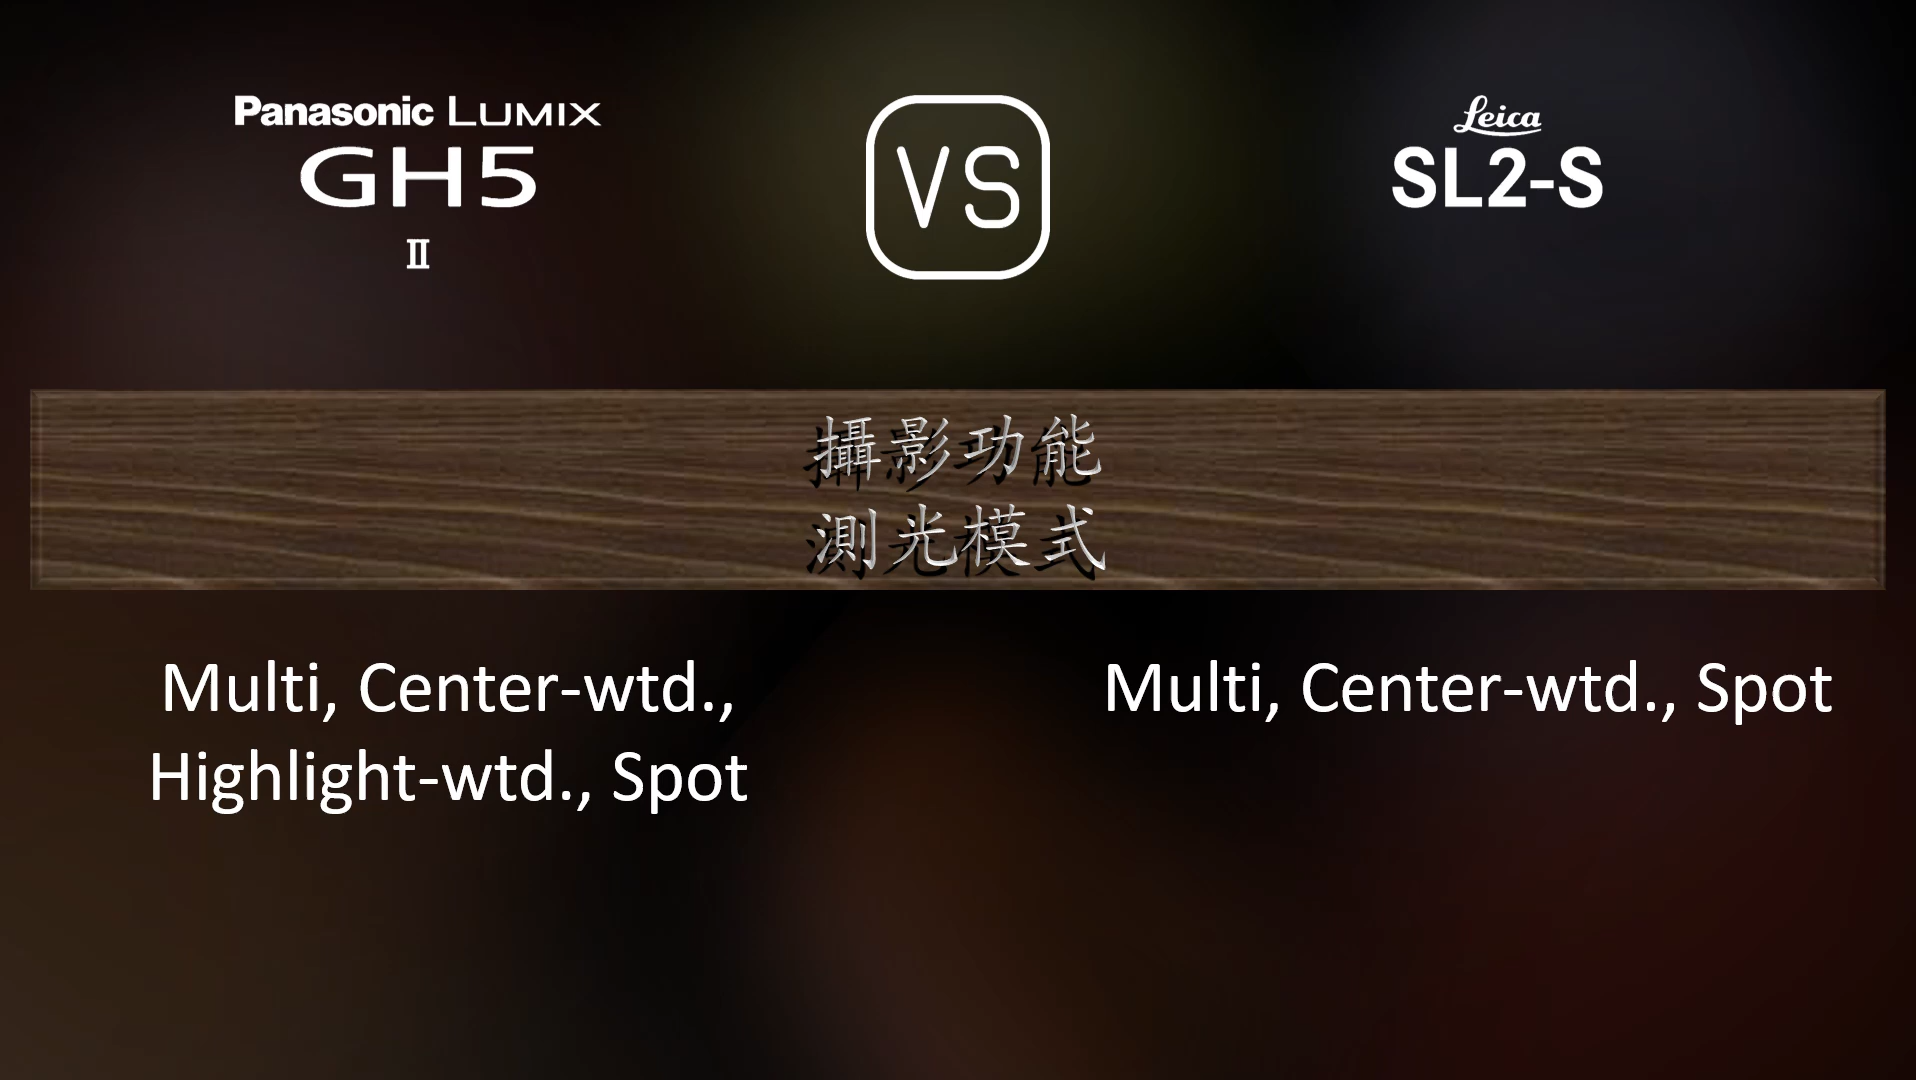 Panasonic LUMIX
GH5
II
VS
Leica
SL2-S
攝影功能
測光模式
Multi, Center-wtd.,
Highlight-wtd., Spot
Multi, Center-wtd., Spot